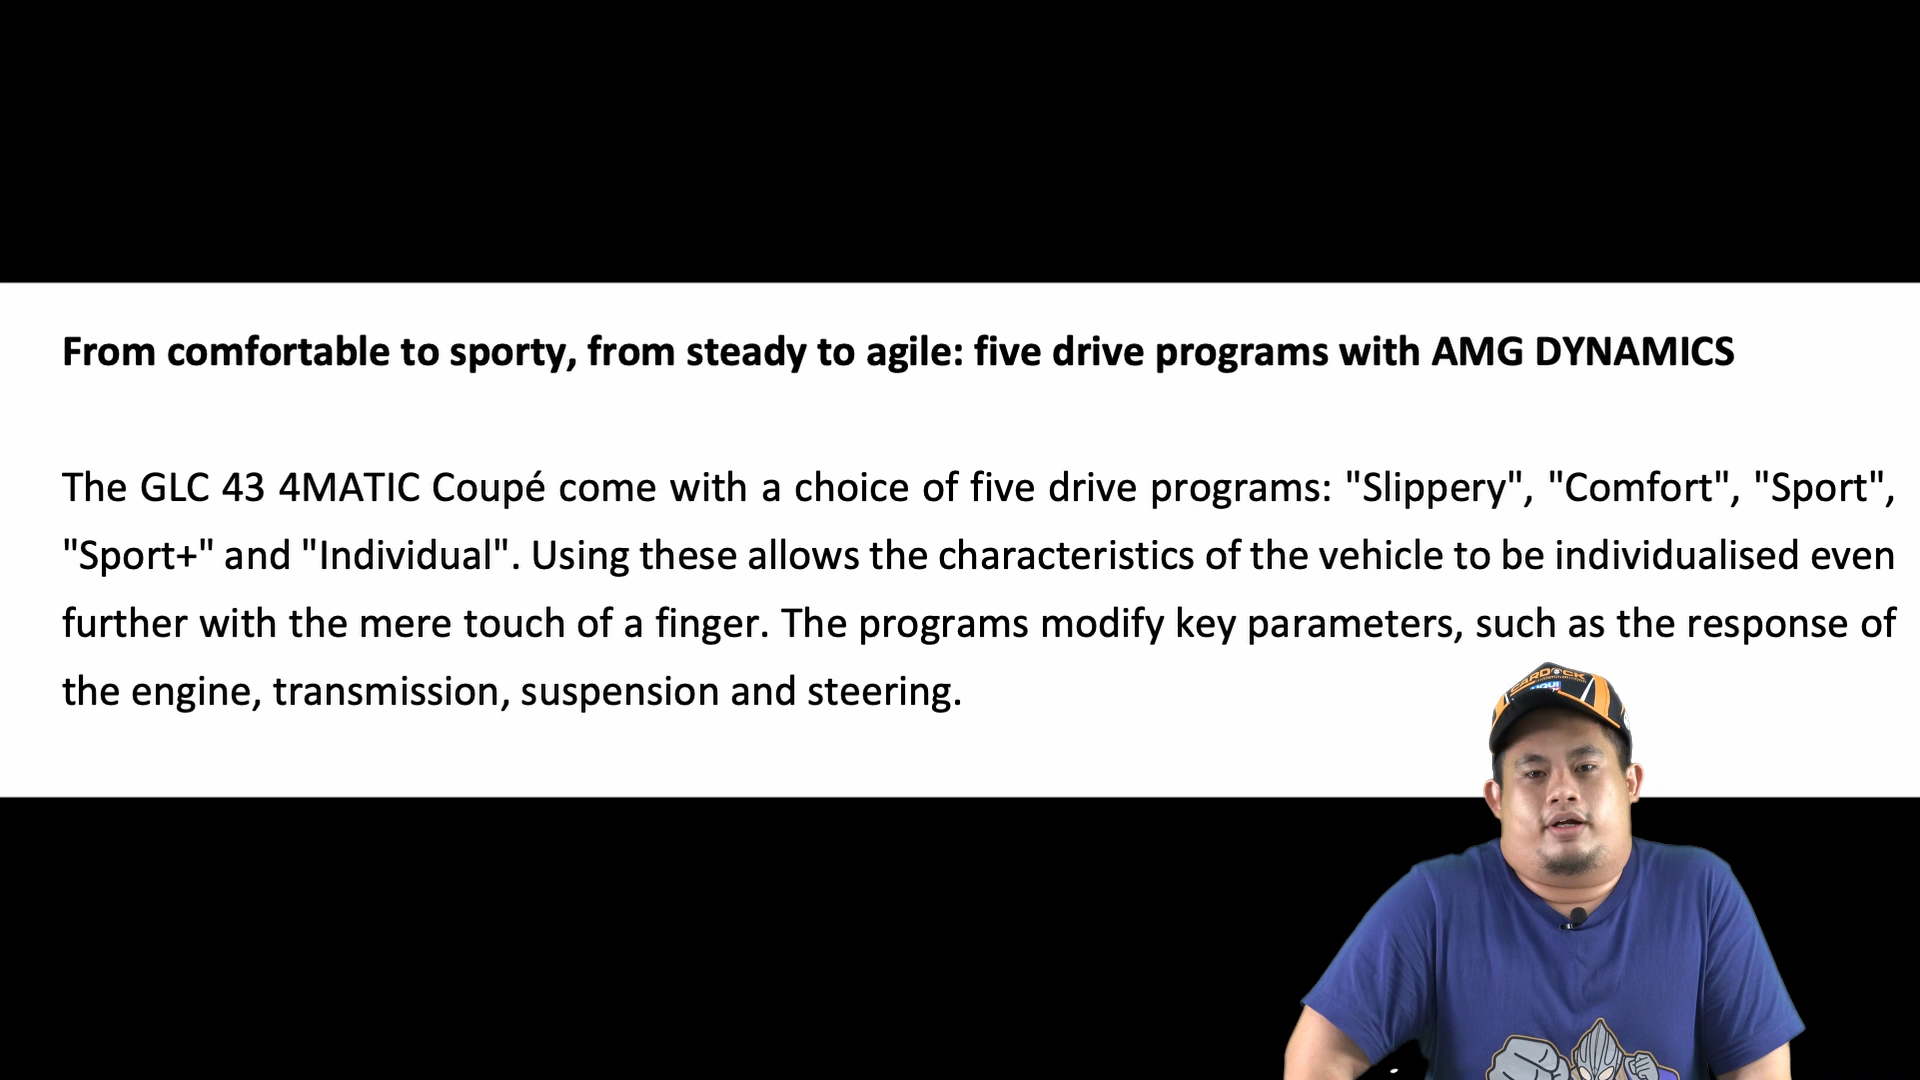 From comfortable to sporty, from steady to agile: five drive programs with AMG DYNAMICS
The GLC 43 4MATIC Coupé come with a choice of five drive programs: "Slippery", "Comfort", "Sport",
"Sport+" and "Individual". Using these allows the characteristics of the vehicle to be individualised even
further with the mere touch of a finger. The programs modify key parameters, such as the response of
the engine, transmission, suspension and steering.